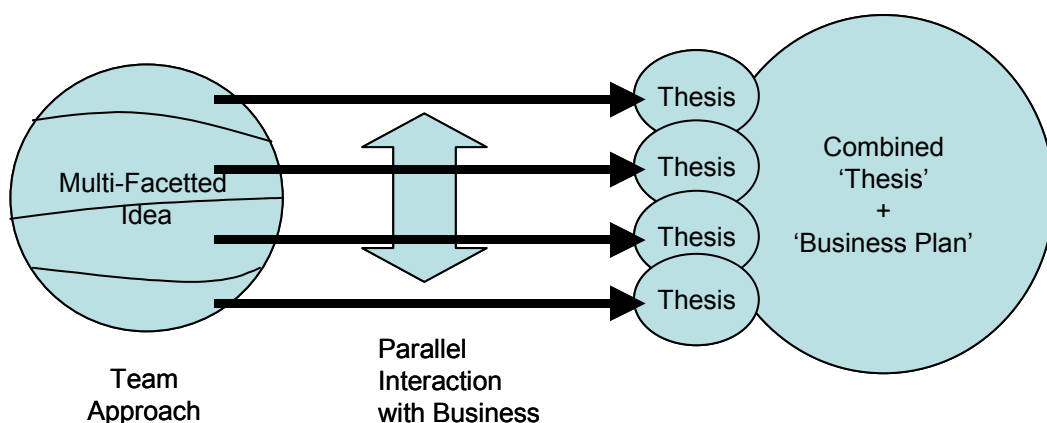 Multi-Facetted
Idea
Team
Approach
Parallel
Interaction
with Business
Thesis
Thesis
Thesis
Thesis
Combined
‘Thesis’
+
‘Business Plan’